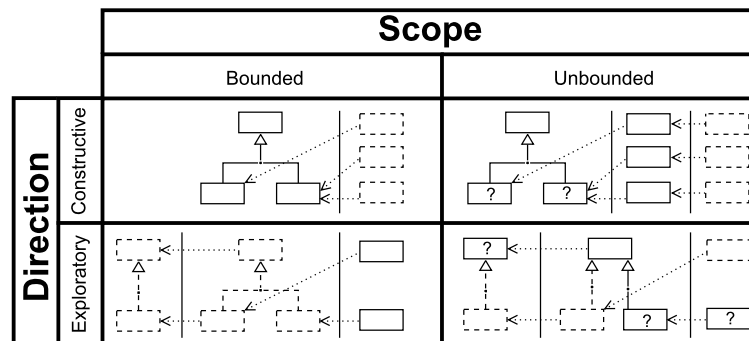 Scope
Bounded
Unbounded
Direction
Constructive
? ?
Exploratory
?
? ?